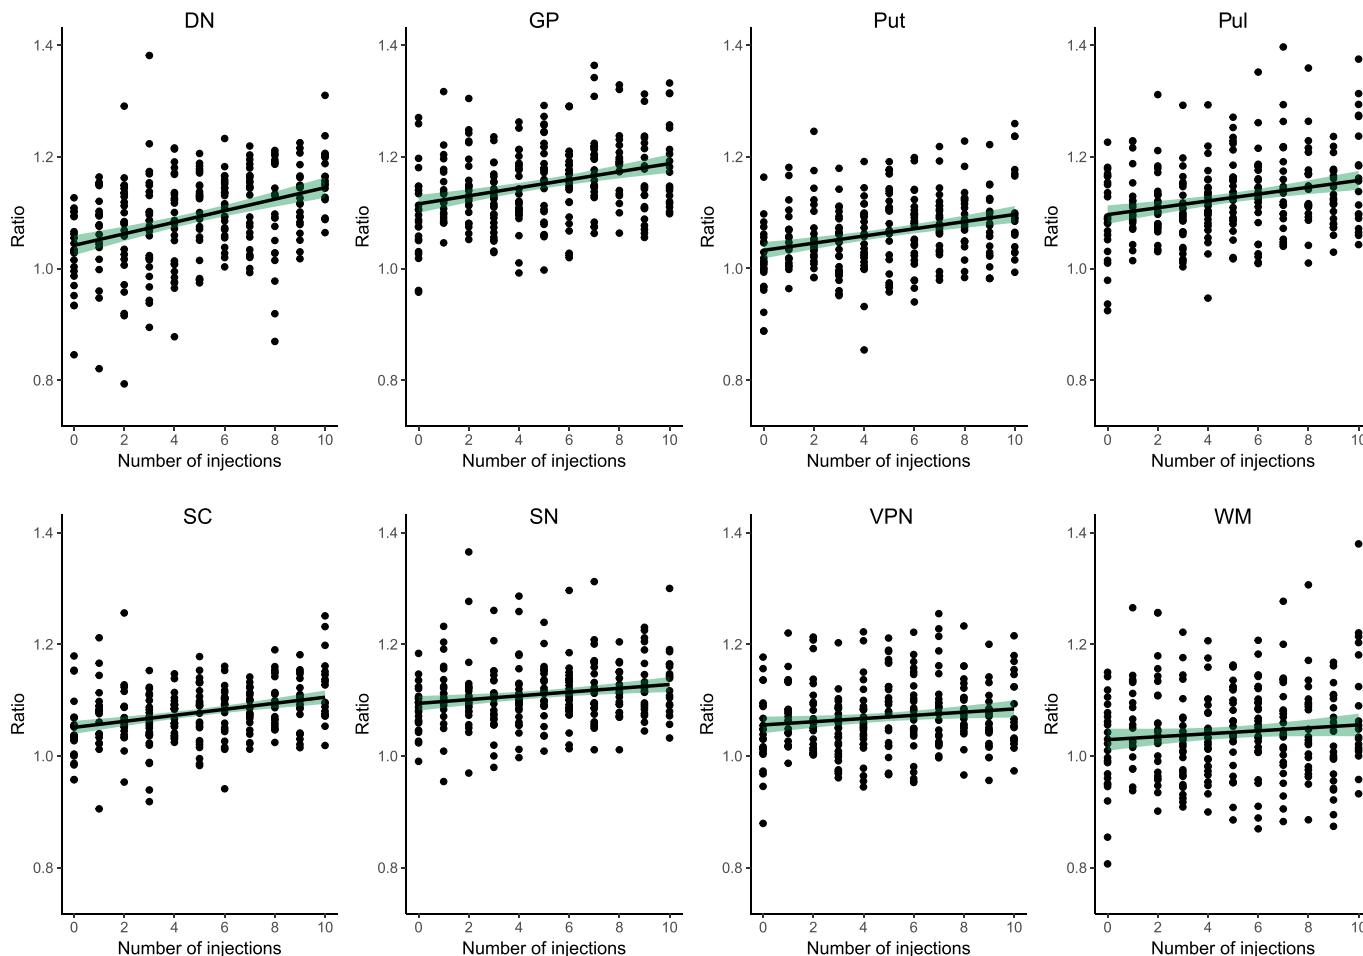 DN GP Put Pul
1.4 1.4 1.4 1.4
1.2 1.2 1.2 1.2
Ratio Ratio Ratio Ratio
1.0 1.0 1.0 1.0
0.8 0.8 0.8 0.8
0 2 4 6 8 10 0 2 4 6 8 10 0 2 4 6 8 10 0 2 4 6 8 10
Number of injections Number of injections Number of injections Number of injections
SC SN VPN WM
1.4 1.4 1.4 1.4
1.2 1.2 1.2 1.2
Ratio Ratio Ratio Ratio
1.0 1.0 1.0 1.0
0.8 0.8 0.8 0.8
0 2 4 6 8 10 0 2 4 6 8 10 0 2 4 6 8 10 0 2 4 6 8 10
Number of injections Number of injections Number of injections Number of injections